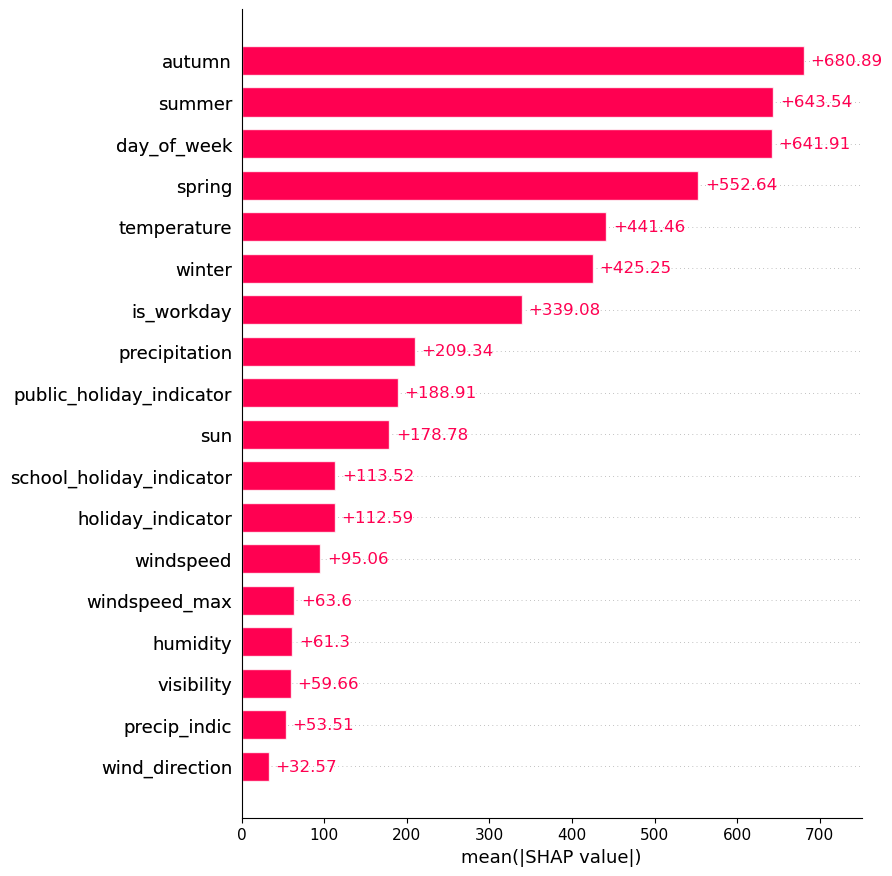 autumn +680.89
summer +643.54
day_of_week +641.91
spring +552.64
temperature +441.46
winter +425.25
is_workday +339.08
precipitation +209.34
public_holiday_indicator +188.91
sun +178.78
school_holiday_indicator +113.52
holiday_indicator +112.59
windspeed +95.06
windspeed_max +63.6
humidity +61.3
visibility +59.66
precip_indic +53.51
wind_direction +32.57
0 100 200 300 400 500 600 700
mean(|SHAP value|)